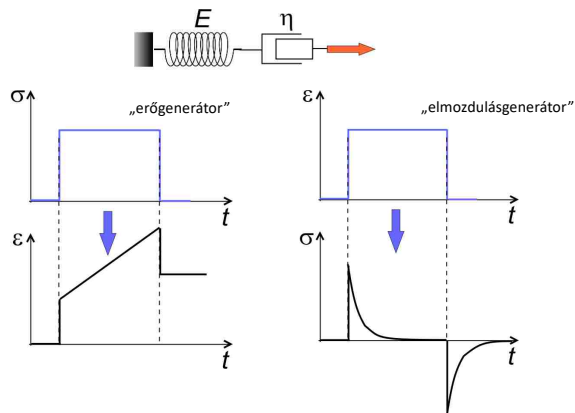 E
η
σ
„erőgenerátor”
t
ε
t
ε
„elmozdulásgenerátor”
t
σ
t